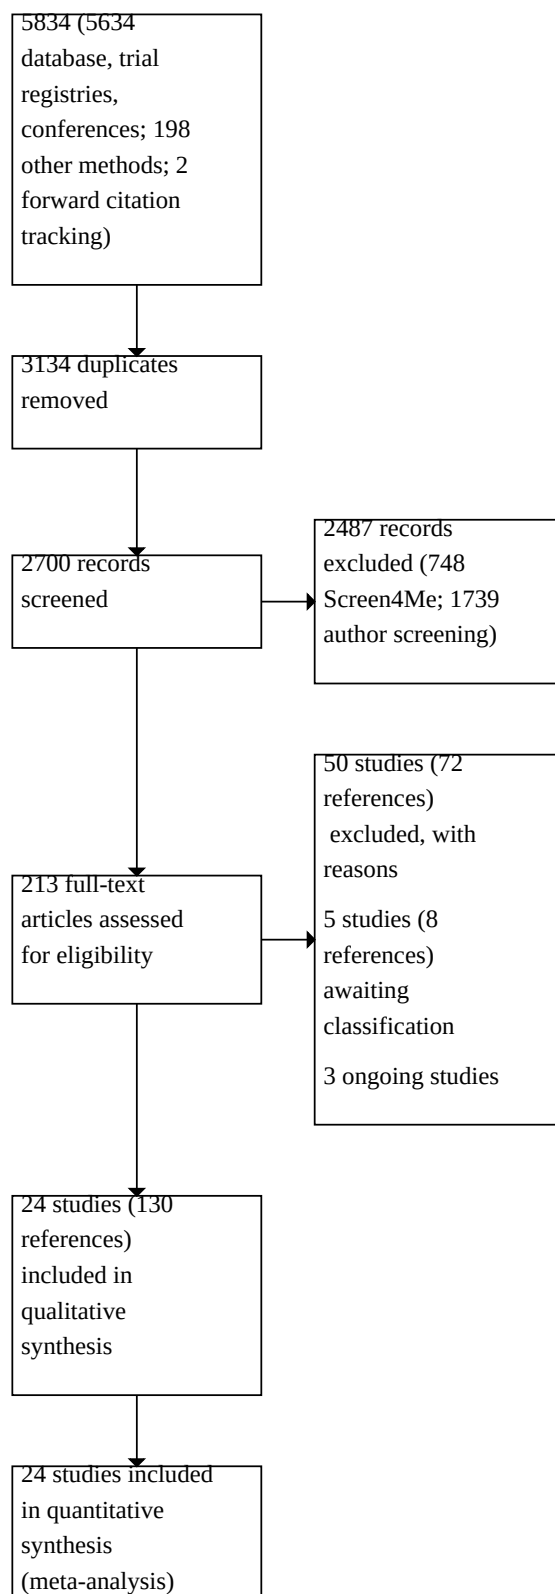 5834 (5634
database, trial
registries,
conferences; 198
other methods; 2
forward citation
tracking)
3134 duplicates
removed
2700 records
screened
2487 records
excluded (748
Screen4Me; 1739
author screening)
213 full-text
articles assessed
for eligibility
50 studies (72
references)
excluded, with
reasons
5 studies (8
references)
awaiting
classification
3 ongoing studies
24 studies (130
references)
included in
qualitative
synthesis
24 studies included
in quantitative
synthesis
(meta-analysis)